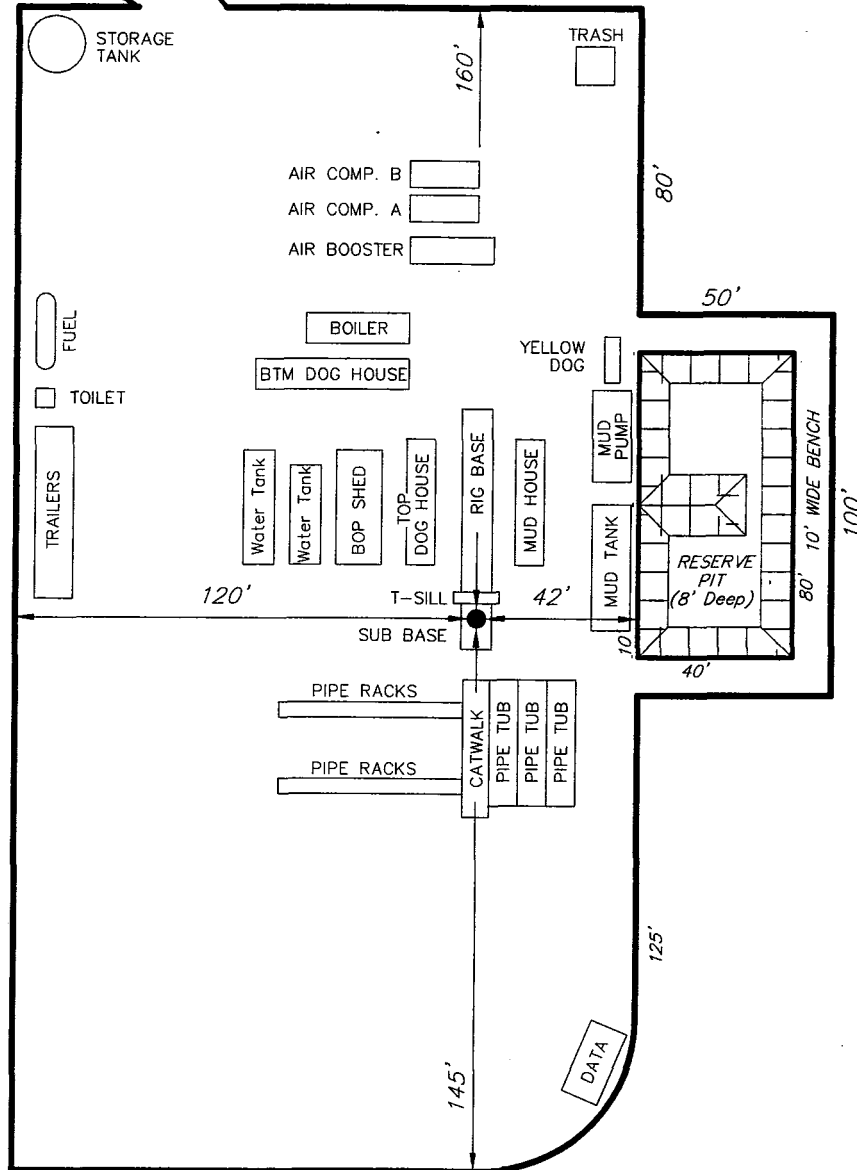 STORAGE
TANK
TRASH
160'
AIR COMP. B
AIR COMP. A
AIR BOOSTER
80'
50'
FUEL
BOILER
YELLOW
DOG
BTM DOG HOUSE
TOILET
TRAILERS
Water Tank
Water Tank
BOP SHED
TOP
DOG HOUSE
RIG BASE
MUD HOUSE
MUD
PUMP
MUD TANK
RESERVE
PIT
(8' Deep)
80'
10' WIDE BENCH
100'
120'
T-SILL
42'
SUB BASE
10'
40'
PIPE RACKS
CATWALK
PIPE TUB
PIPE TUB
PIPE TUB
PIPE RACKS
125'
DATA
145'